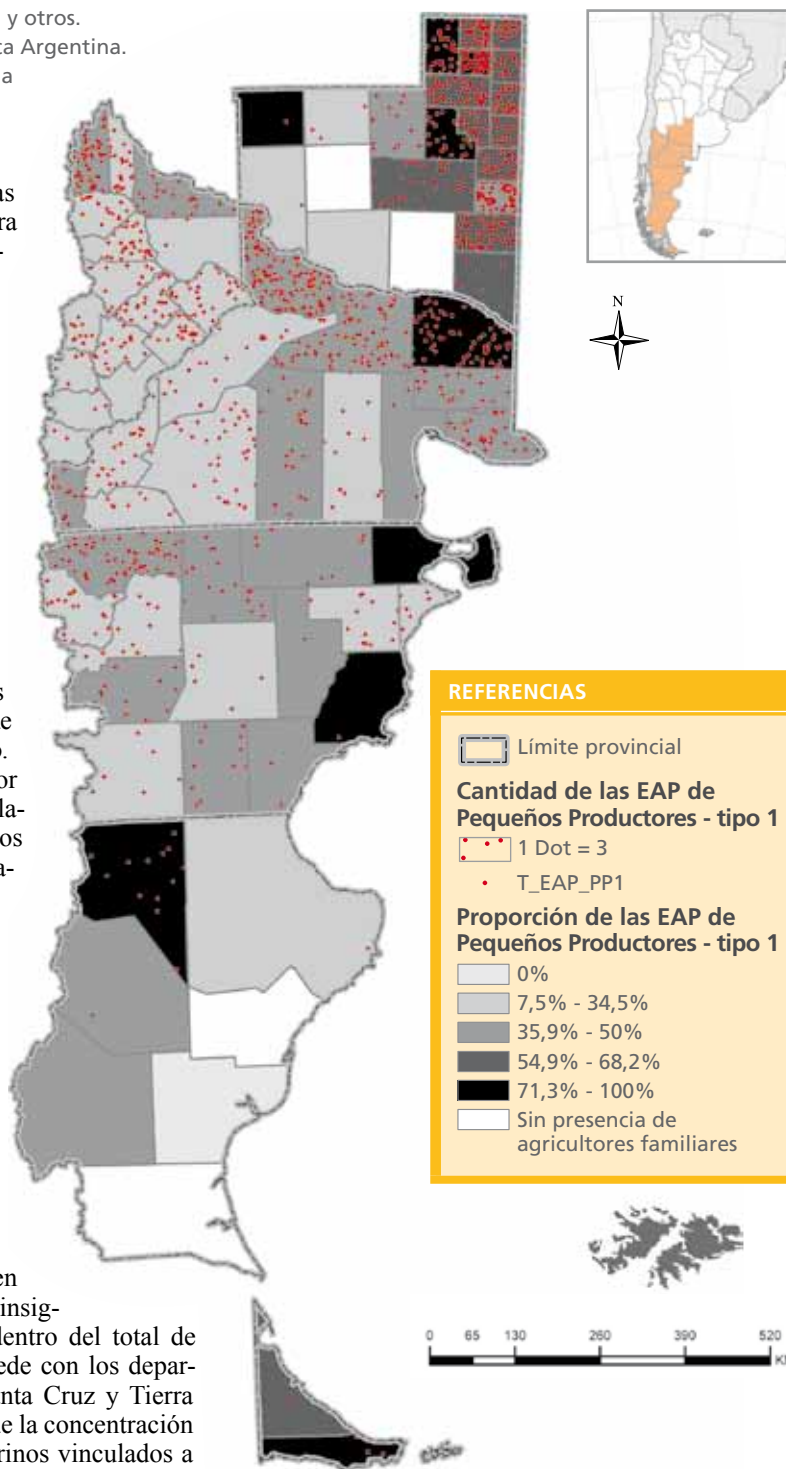 y otros.
ta Argentina.
a
as
ra
-
N
s
e
o.
or
la-
os
a-
REFERENCIAS
Límite provincial
Cantidad de las EAP de
Pequeños Productores - tipo 1
1 Dot = 3
T_EAP_PP1
Proporción de las EAP de
Pequeños Productores - tipo 1
0%
7,5% - 34,5%
35,9% - 50%
54,9% - 68,2%
71,3% - 100%
Sin presencia de
agricultores familiares
en
insig-
dentro del total de
ede con los depar-
nta Cruz y Tierra
e la concentración
rinos vinculados a
0 65 130 260 390 520